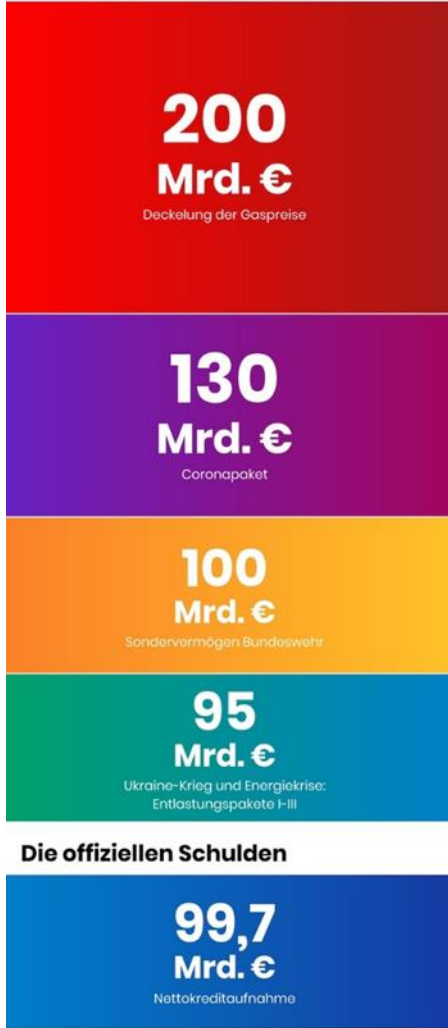 200
Mrd. €
Deckelung der Gaspreise
130
Mrd. €
Coronapaket
100
Mrd. €
Sondervermögen Bundeswehr
95
Mrd. €
Ukraine-Krieg und Energiekrise:
Entlastungspakete I-III
Die offiziellen Schulden
99,7
Mrd. €
Nettokreditaufnahme